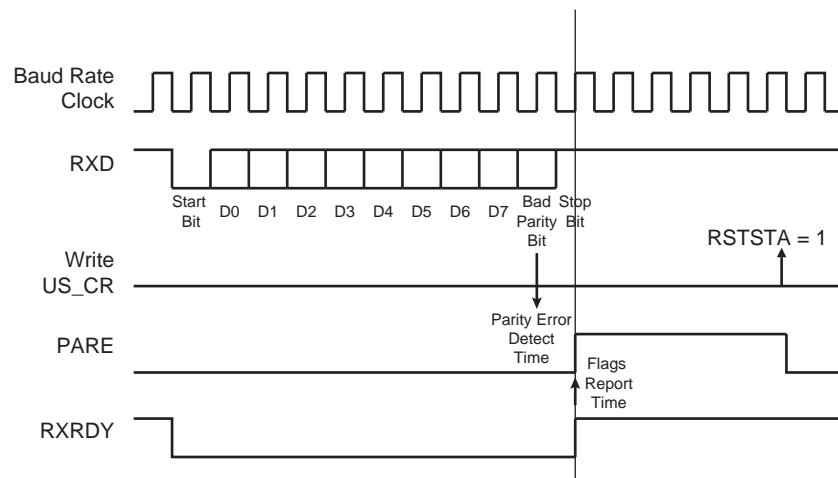 Baud Rate
Clock
RXD
Start
Bit
D0
D1
D2
D3
D4
D5
D6
D7
Bad
Parity
Bit
Stop
Bit
RSTSTA = 1
Write
US_CR
Parity Error
Detect
Time
PARE
Flags
Report
Time
RXRDY